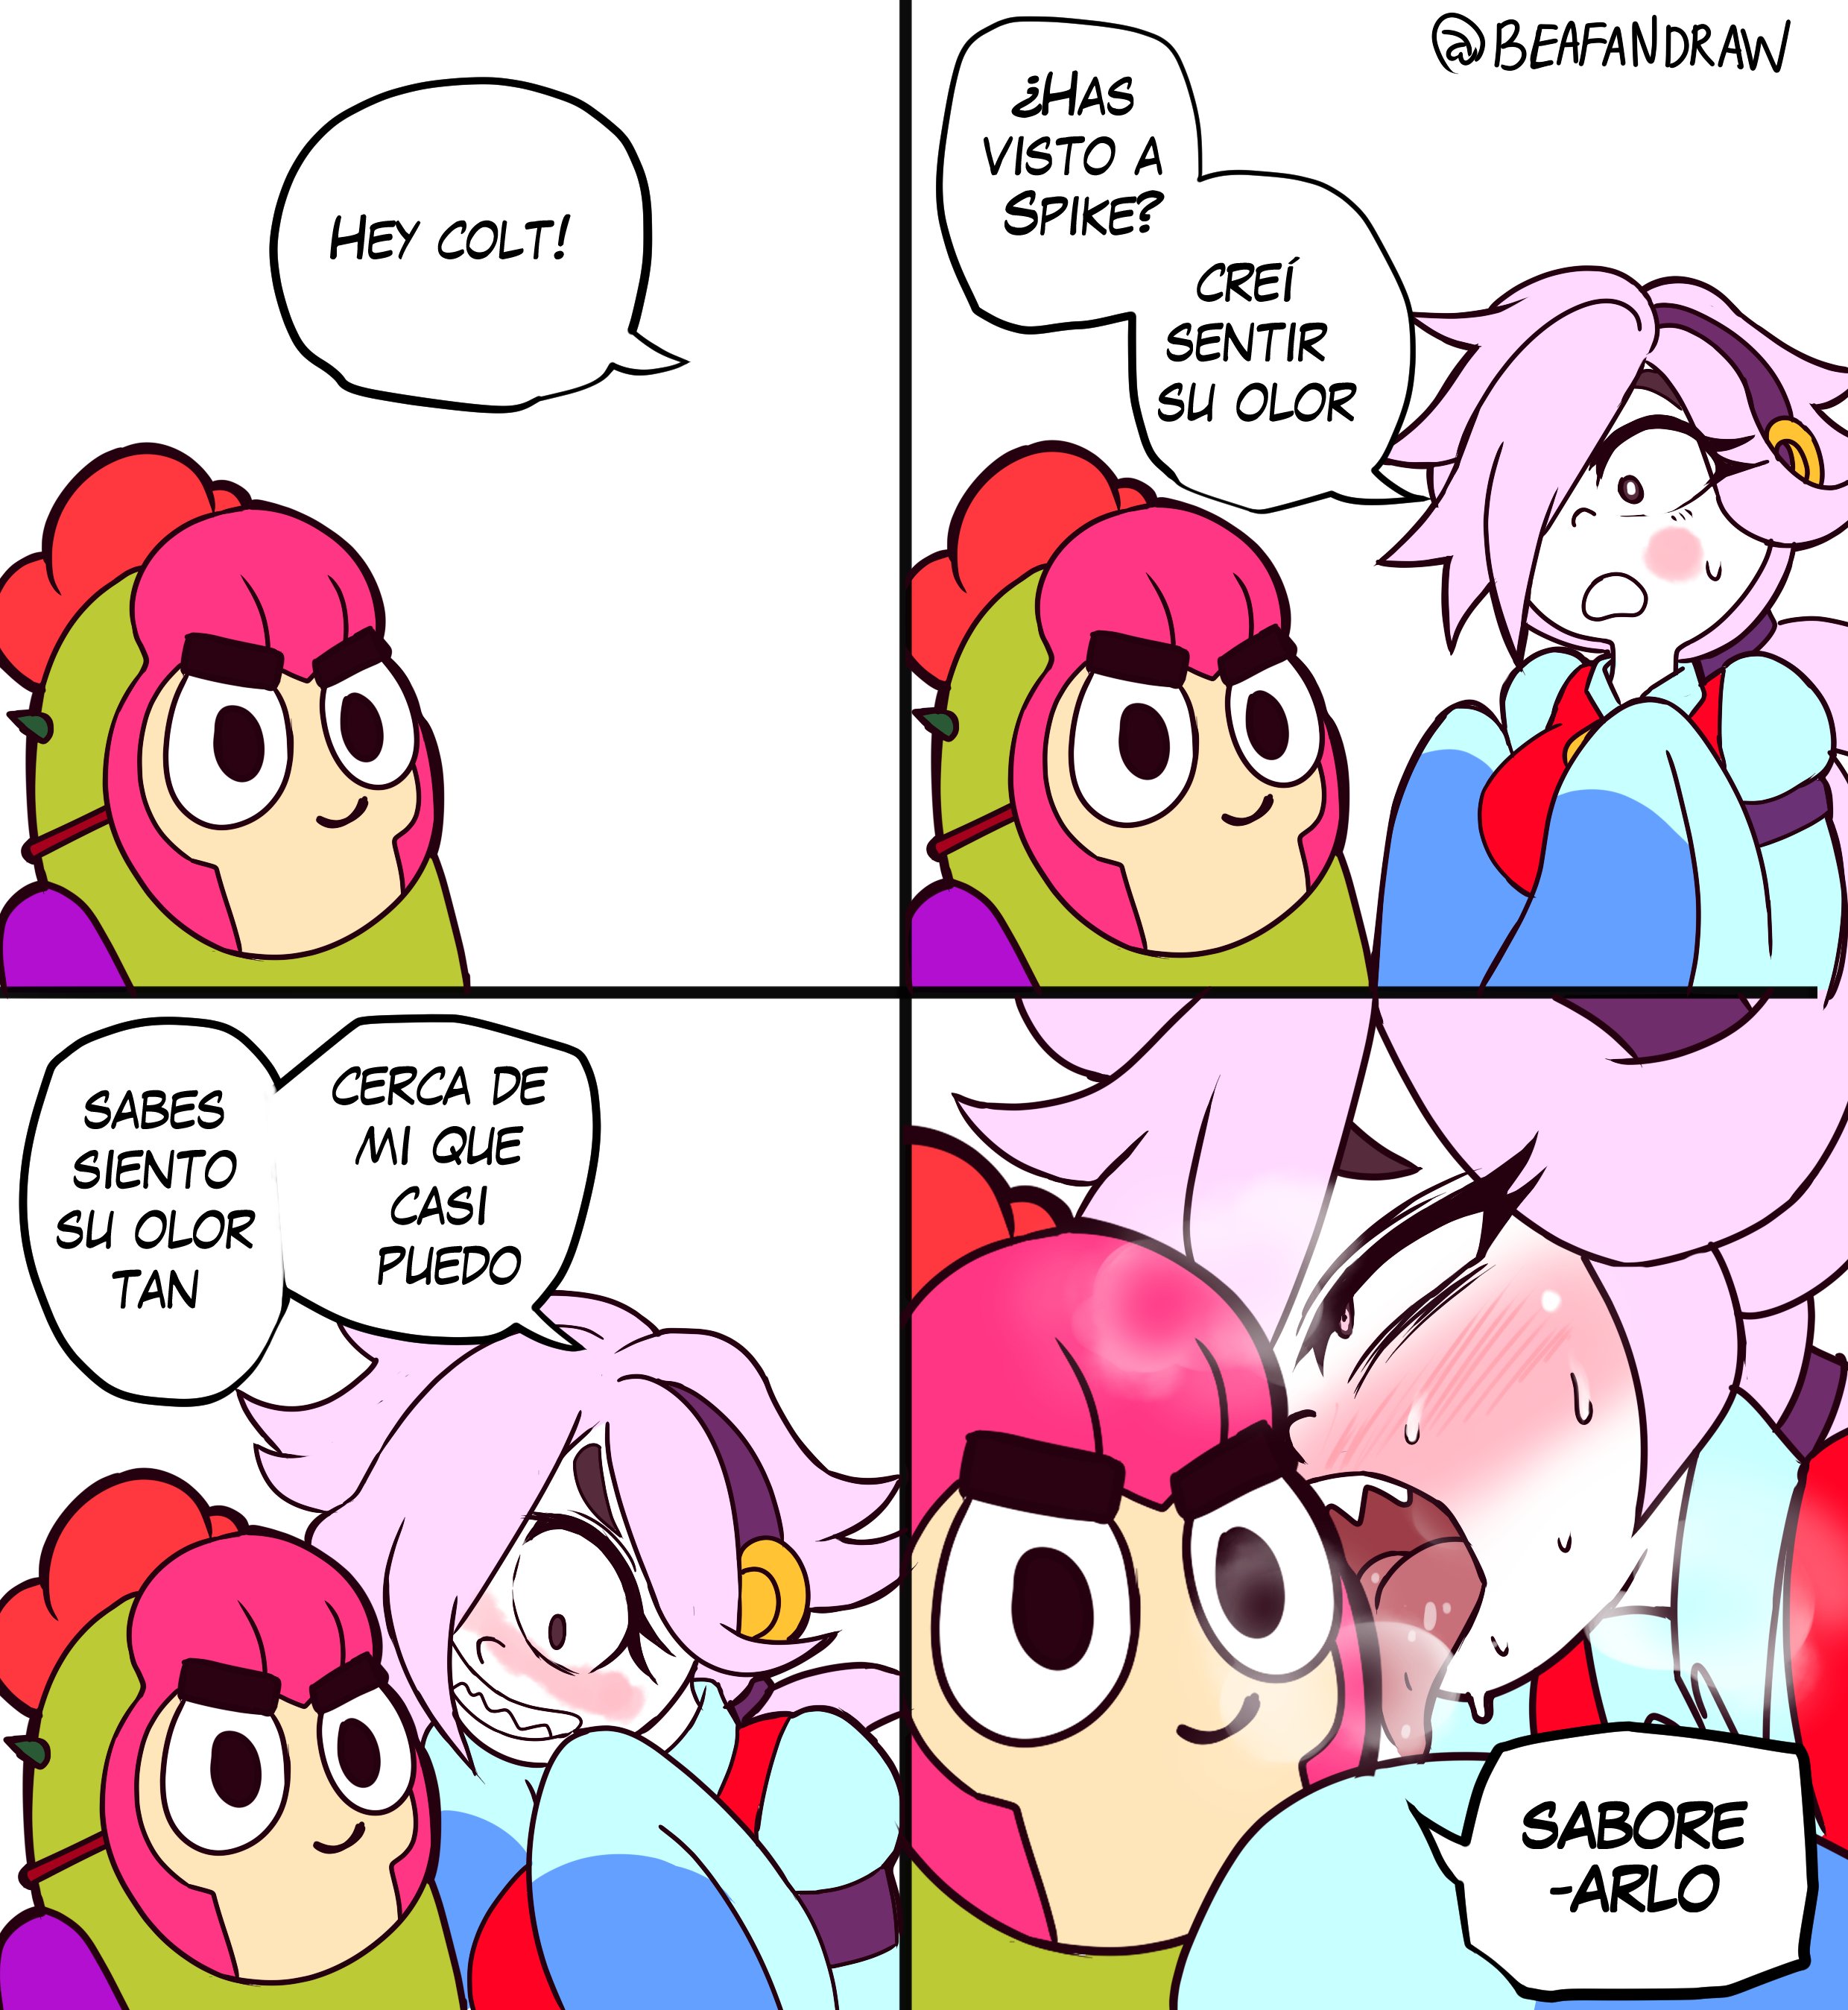 Hey colt!
@BEAFANDRAW
¿Has
visto a
Spike?
creí
sentir
su olor
sabes
siento
su olor
tan
cerca de
mi que
casi
puedo
sabore
-arlo